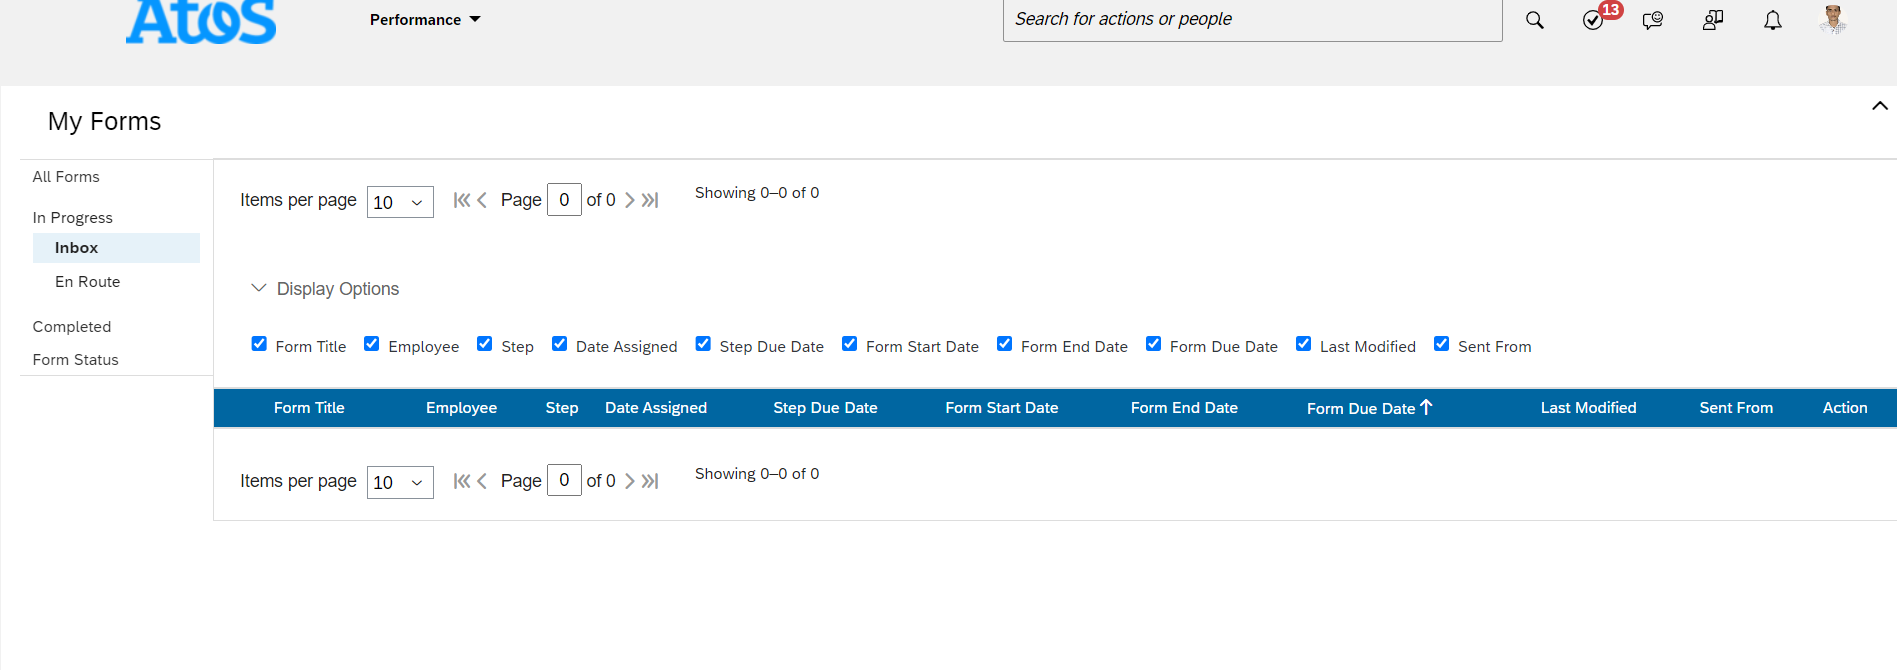 Atos
Performance
Search for actions or people
13
My Forms
All Forms
In Progress
Inbox
En Route
Completed
Form Status
Items per page 10 Page 0 of 0 Showing 0–0 of 0
Display Options
Form Title Employee Step Date Assigned Step Due Date Form Start Date Form End Date Form Due Date Last Modified Sent From
Form Title Employee Step Date Assigned Step Due Date Form Start Date Form End Date Form Due Date Last Modified Sent From Action
Items per page 10 Page 0 of 0 Showing 0–0 of 0